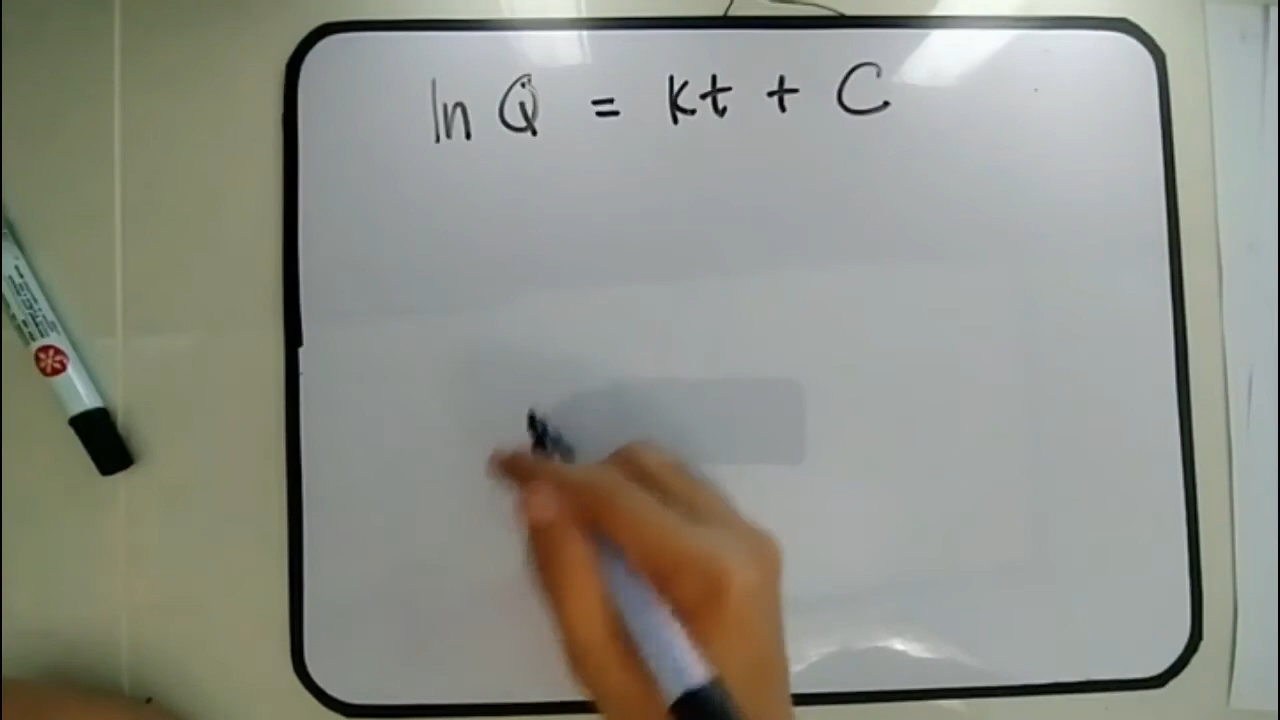 ln Q = kt + C